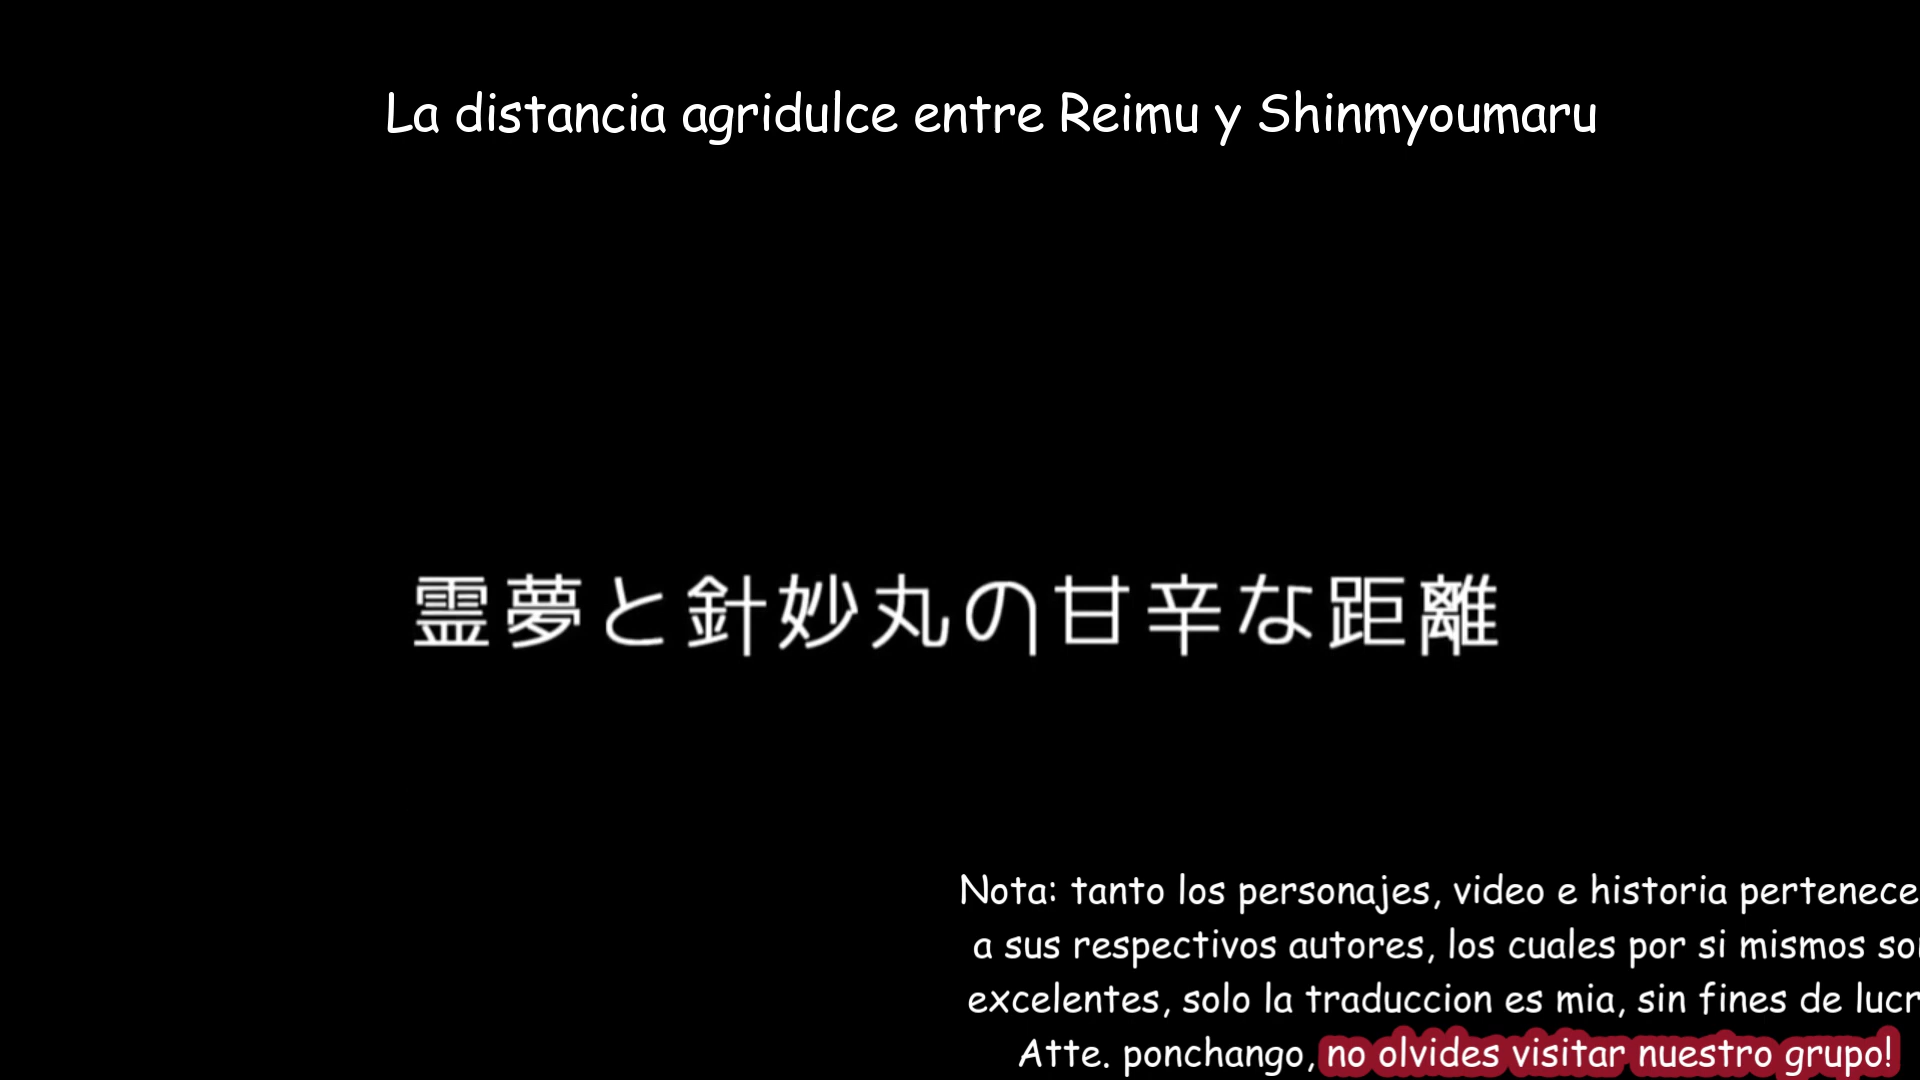 La distancia agridulce entre Reimu y Shinmyoumaru
霊夢と針妙丸の甘辛な距離
Nota: tanto los personajes, video e historia pertenece
a sus respectivos autores, los cuales por si mismos so
excelentes, solo la traduccion es mia, sin fines de lucr
Atte. ponchango, no olvides visitar nuestro grupo!